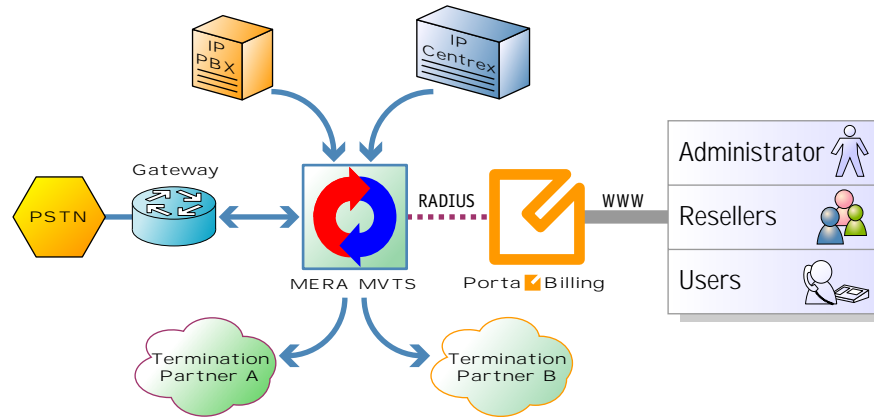 IP
PBX
IP
Centrex
Gateway
PSTN
RADIUS
WWW
MERA MVTS
Porta Billing
Administrator
Resellers
Users
Termination
Partner A
Termination
Partner B